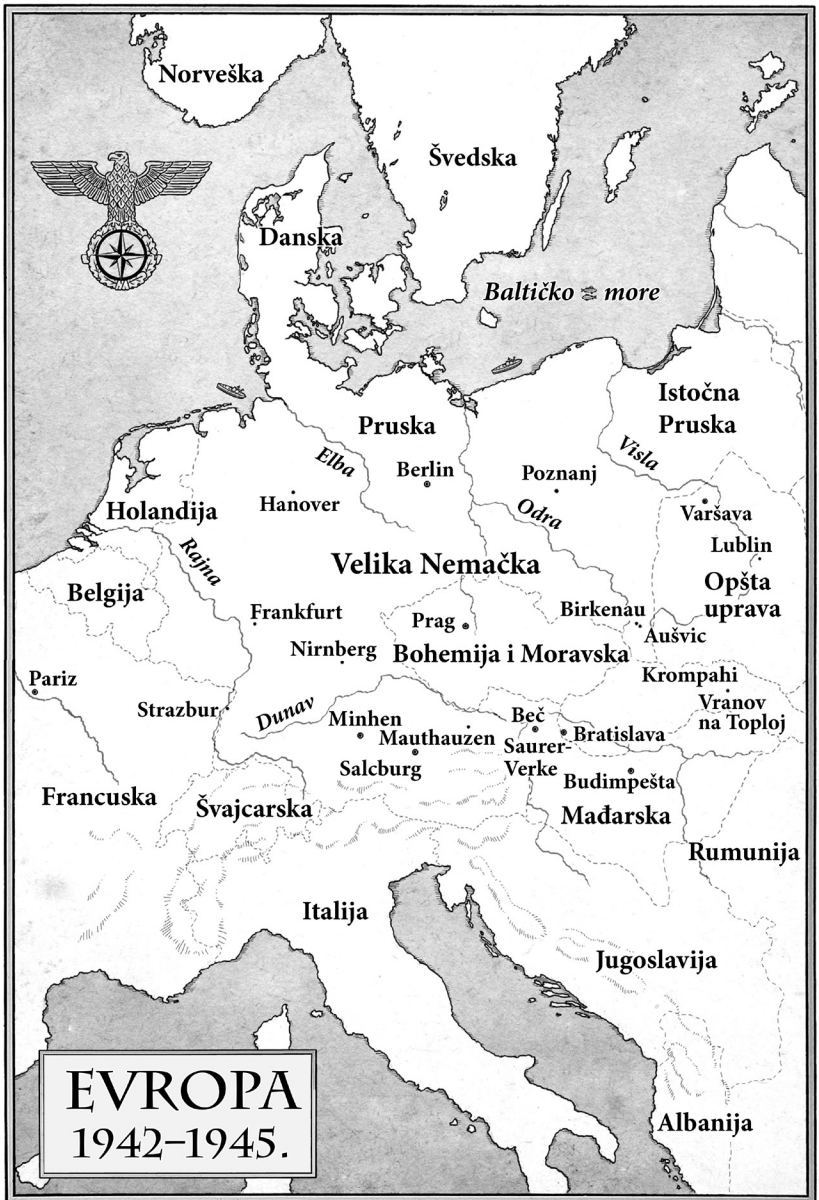 Norveška
Švedska
Danska
Baltičko more
Istočna
Pruska
Pruska
Elba
Visla
Berlin
Poznanj
Hanover
Odra
Varšava
Holandija
Lublin
Rajna
Velika Nemačka
Opšta
uprava
Belgija
Frankfurt
Birkenau
Prag
Aušvic
Nirnberg
Bohemija i Moravska
Krompahi
Pariz
Vranov
na Toploj
Strazbur
Dunav
Minhen
Beč
Mauthauzen
Bratislava
Saurer-
Verke
Salcburg
Budimpešta
Francuska
Švajcarska
Mađarska
Rumunija
Italija
Jugoslavija
EVROPA
1942–1945.
Albanija